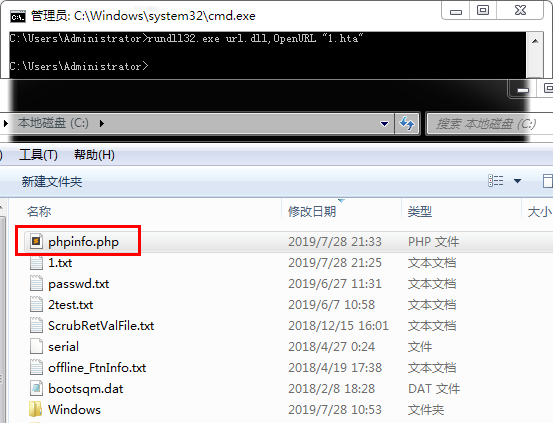 管理员: C:\Windows\system32\cmd.exe
C:\Users\Administrator>rundll32.exe url.dll,OpenURL "1.hta"
C:\Users\Administrator>
本地磁盘 (C:)
搜索 本地磁盘 (C:)
) 工具(T) 帮助(H)
新建文件夹
名称 修改日期 类型 大小
phpinfo.php 2019/7/28 21:33 PHP 文件
1.txt 2019/7/28 21:25 文本文档
passwd.txt 2019/6/27 11:31 文本文档
2test.txt 2019/6/7 10:58 文本文档
ScrubRetValFile.txt 2018/12/15 16:01 文本文档
serial 2018/4/27 0:24 文件
offline_FtnInfo.txt 2018/4/19 17:38 文本文档
bootsqm.dat 2018/2/8 18:28 DAT 文件
Windows 2019/7/28 10:53 文件夹